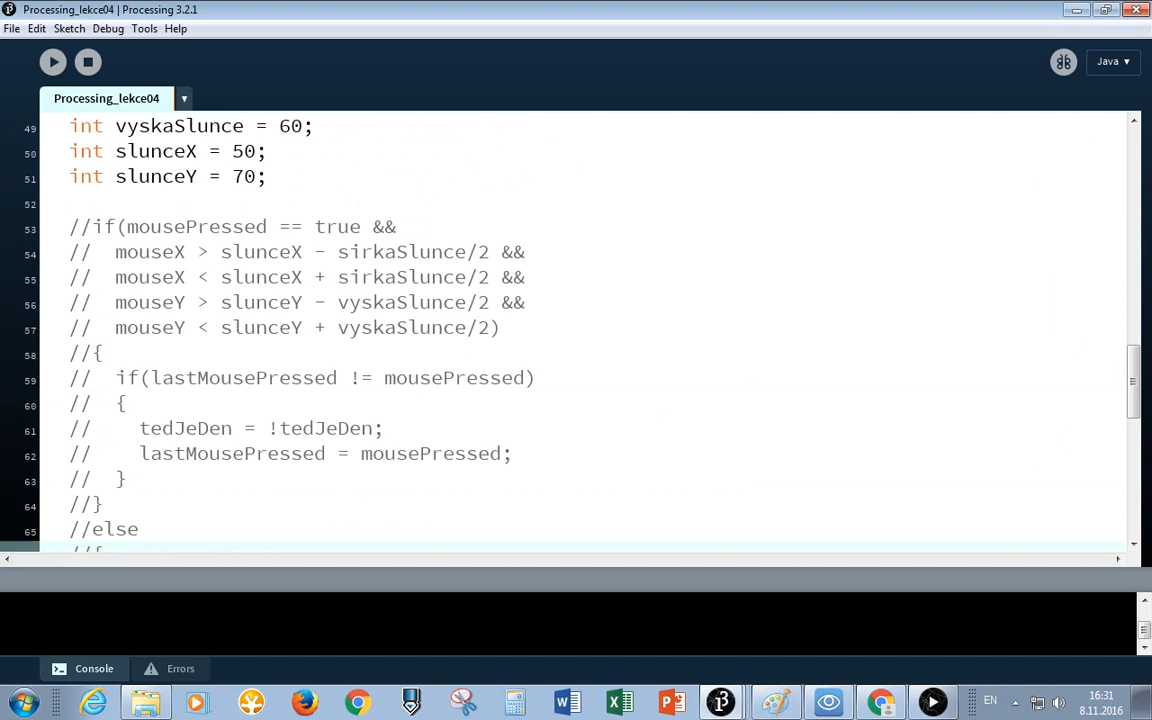 Processing_lekce04 | Processing 3.2.1
File Edit Sketch Debug Tools Help
Java ▾
Processing_lekce04 ▾
49 int vyskaSlunce = 60;
50 int slunceX = 50;
51 int slunceY = 70;
52
53 //if(mousePressed == true &&
54 //  mouseX > slunceX - sirkaSlunce/2 &&
55 //  mouseX < slunceX + sirkaSlunce/2 &&
56 //  mouseY > slunceY - vyskaSlunce/2 &&
57 //  mouseY < slunceY + vyskaSlunce/2)
58 //{
59 //  if(lastMousePressed != mousePressed)
60 //  {
61 //    tedJeDen = !tedJeDen;
62 //    lastMousePressed = mousePressed;
63 //  }
64 //}
65 //else
//{
Console Errors
EN 16:31
8.11.2016